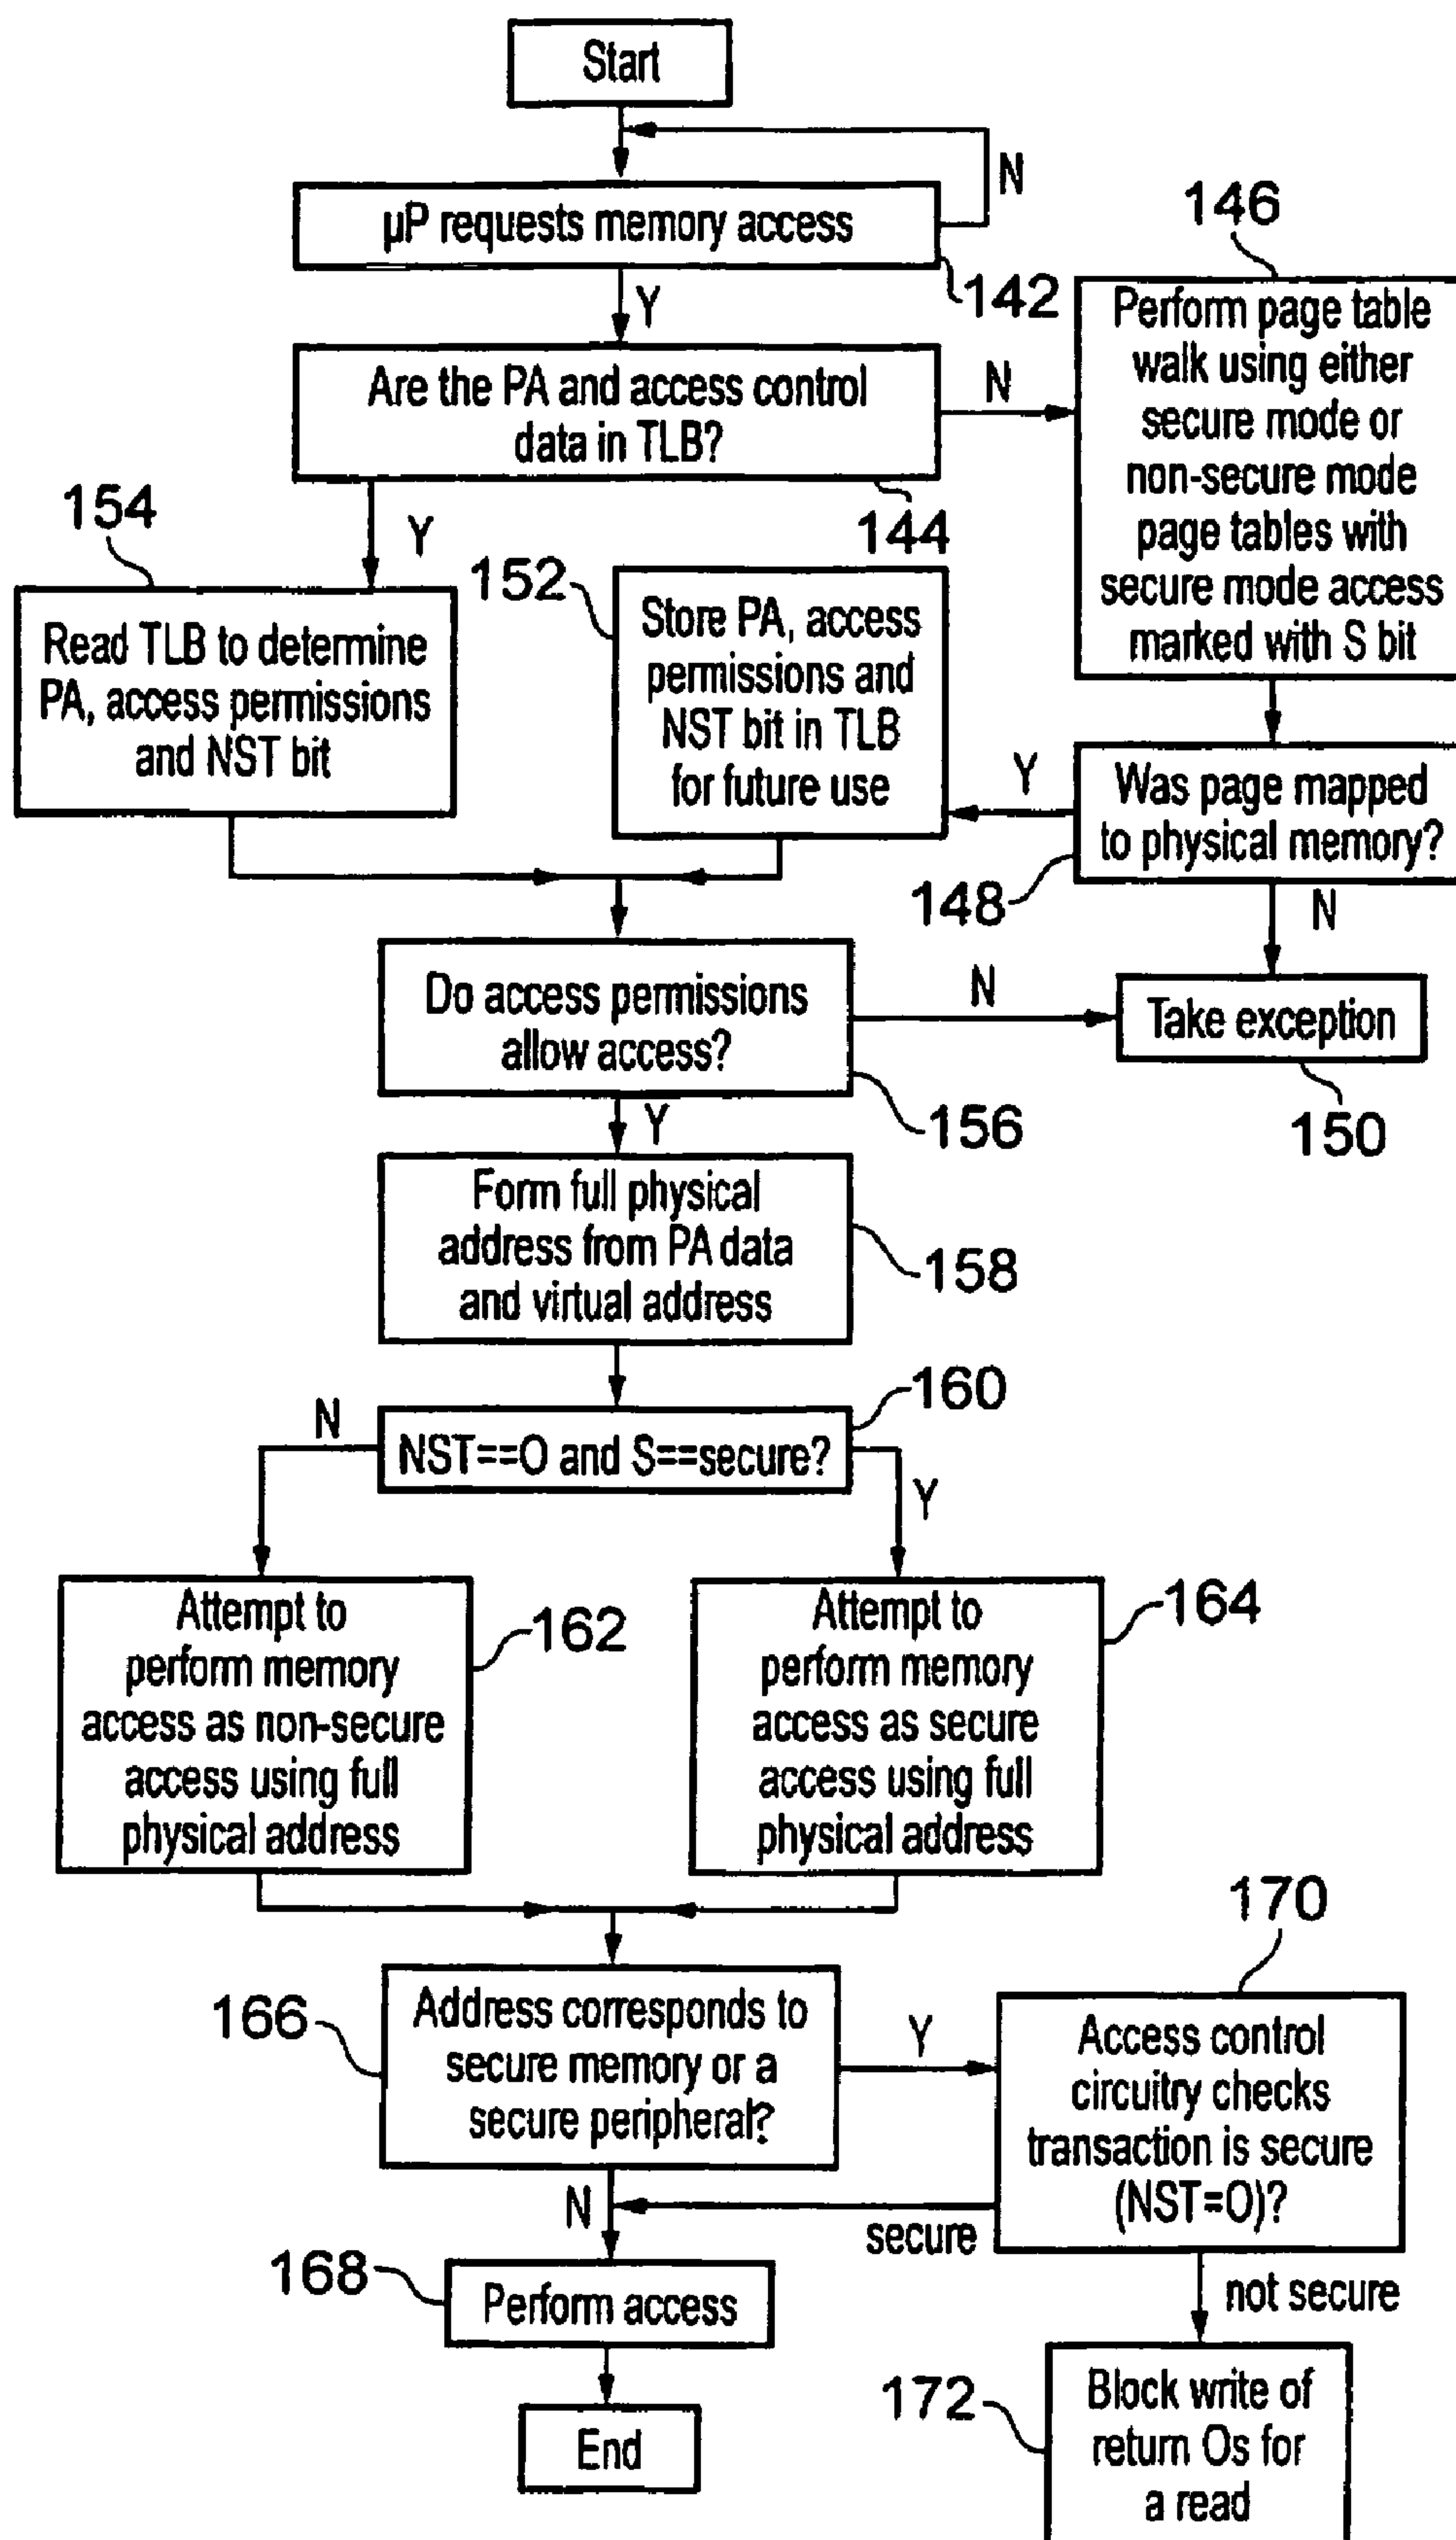 Start
N
µP requests memory access
142
Y
146
Perform page table
walk using either
secure mode or
non-secure mode
page tables with
secure mode access
marked with S bit
Are the PA and access control
data in TLB?
N
144
154
Y
Read TLB to determine
PA, access permissions
and NST bit
152
Store PA, access
permissions and
NST bit in TLB
for future use
Y
Was page mapped
to physical memory?
148
N
Do access permissions
allow access?
N
Take exception
150
156
Y
Form full physical
address from PA data
and virtual address
158
160
N
NST==O and S==secure?
Y
Attempt to
perform memory
access as non-secure
access using full
physical address
162
Attempt to
perform memory
access as secure
access using full
physical address
164
170
166
Address corresponds to
secure memory or a
secure peripheral?
Y
Access control
circuitry checks
transaction is secure
(NST=O)?
N
secure
168
Perform access
not secure
End
172
Block write of
return Os for
a read